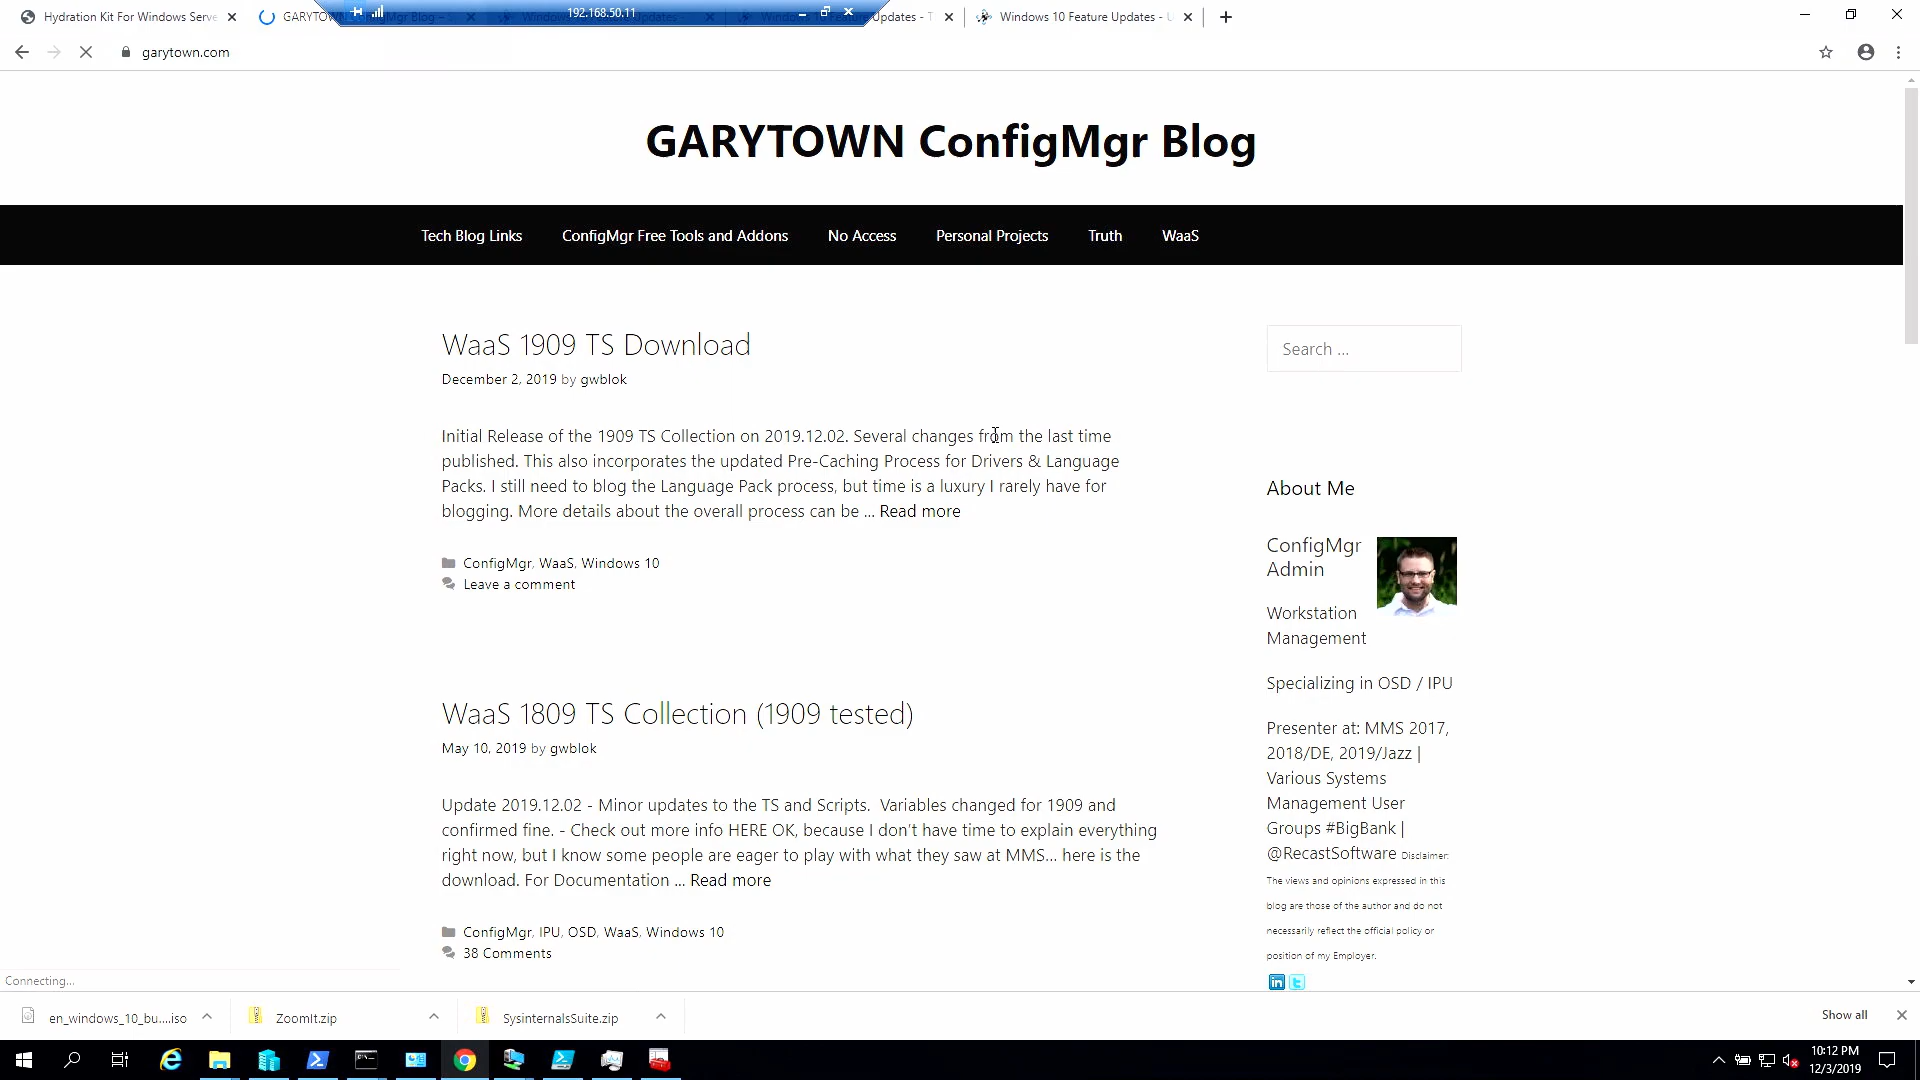 Hydration Kit For Windows Serve
GARYTOWN
192.168.50.11
Updates - T
Windows 10 Feature Updates - U
garytown.com
GARYTOWN ConfigMgr Blog
Tech Blog Links
ConfigMgr Free Tools and Addons
No Access
Personal Projects
Truth
WaaS
WaaS 1909 TS Download
December 2, 2019 by gwblok
Initial Release of the 1909 TS Collection on 2019.12.02. Several changes from the last time
published. This also incorporates the updated Pre-Caching Process for Drivers & Language
Packs. I still need to blog the Language Pack process, but time is a luxury I rarely have for
blogging. More details about the overall process can be ... Read more
ConfigMgr, WaaS, Windows 10
Leave a comment
WaaS 1809 TS Collection (1909 tested)
May 10, 2019 by gwblok
Update 2019.12.02 - Minor updates to the TS and Scripts.  Variables changed for 1909 and
confirmed fine. - Check out more info HERE OK, because I don't have time to explain everything
right now, but I know some people are eager to play with what they saw at MMS... here is the
download. For Documentation ... Read more
ConfigMgr, IPU, OSD, WaaS, Windows 10
38 Comments
Search ...
About Me
ConfigMgr
Admin
Workstation
Management
Specializing in OSD / IPU
Presenter at: MMS 2017,
2018/DE, 2019/Jazz |
Various Systems
Management User
Groups #BigBank |
@RecastSoftware Disclaimer:
The views and opinions expressed in this
blog are those of the author and do not
necessarily reflect the official policy or
position of my Employer.
Connecting...
en_windows_10_bu....iso
ZoomIt.zip
SysinternalsSuite.zip
Show all
10:12 PM
12/3/2019